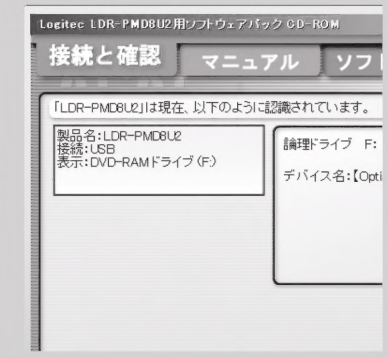 Logitec LDR-PMD8U2用ソフトウェアパック CD-ROM
接続と確認 マニュアル ソフト
「LDR-PMD8U2」は現在、以下のように認識されています。
製品名:LDR-PMD8U2
接続:USB
表示:DVD-RAMドライブ (F:)
論理ドライブ F:
デバイス名:【Opti